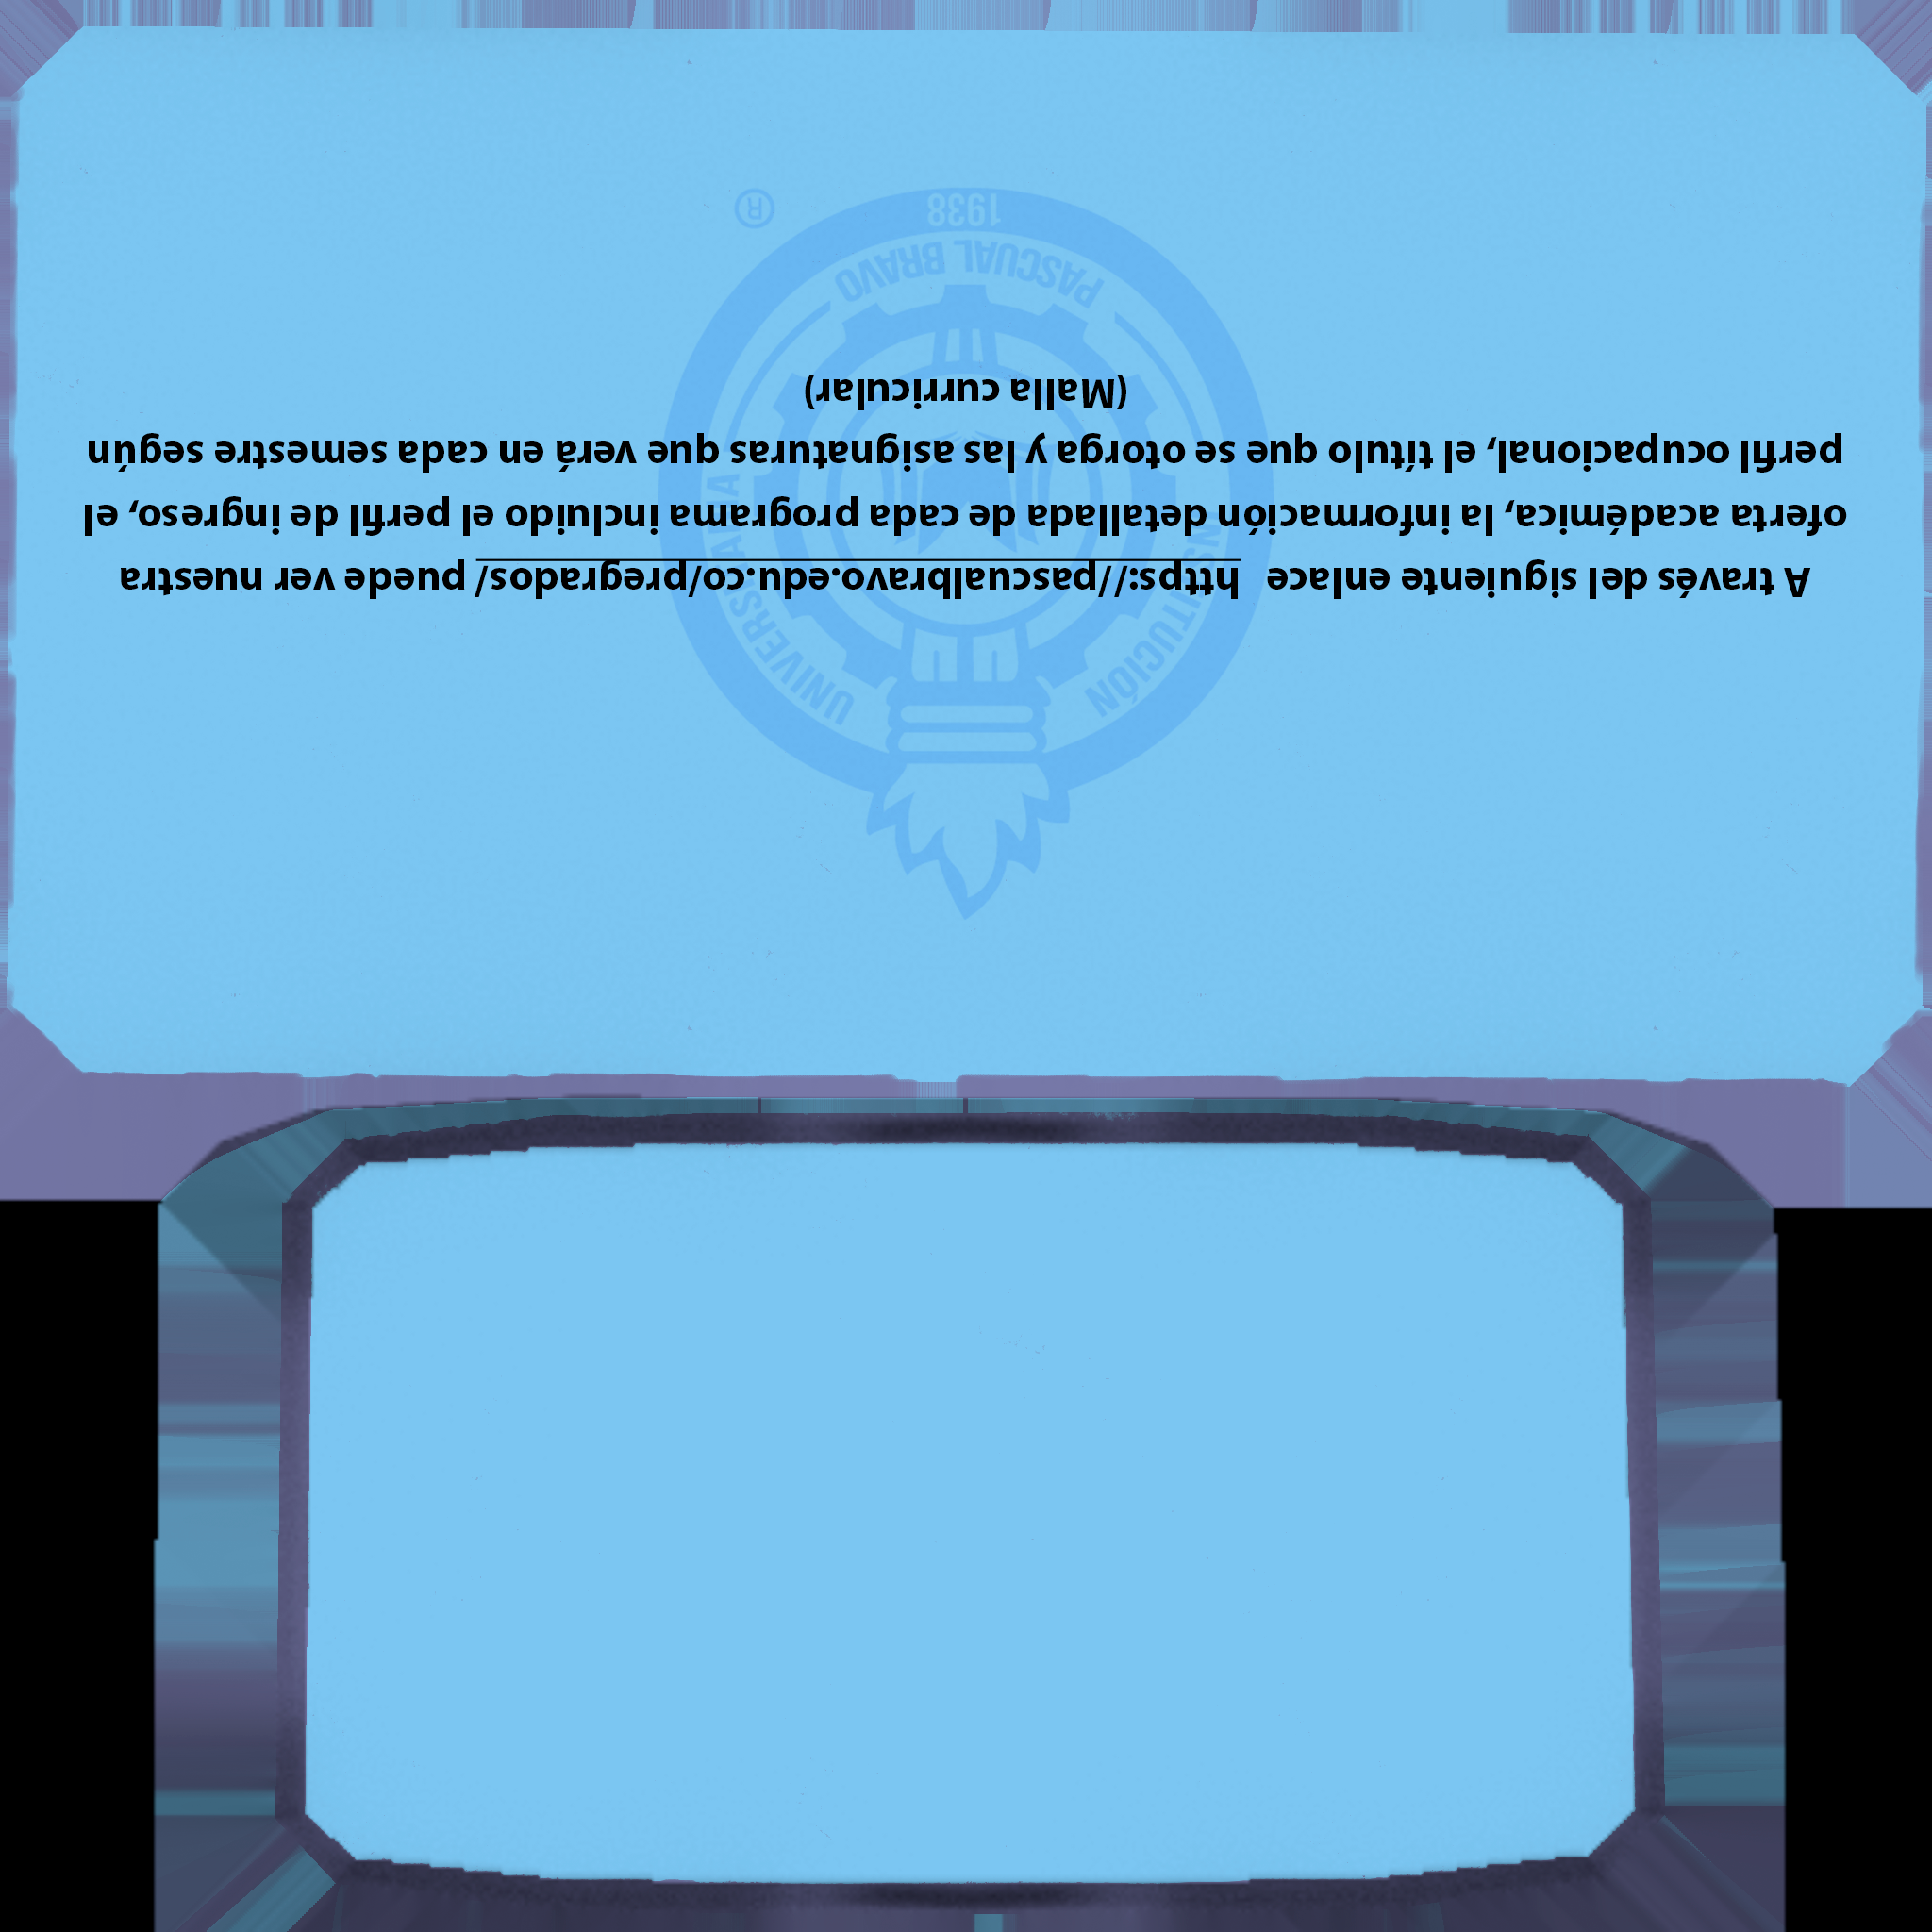 A través del siguiente enlace https://pascualbravo.edu.co/pregrados/ puede ver nuestra
oferta académica, la información detallada de cada programa incluido el perfil de ingreso, el
perfil ocupacional, el título que se otorga y las asignaturas que verá en cada semestre según
(Malla curricular)
INSTITUCIÓN UNIVERSITARIA
PASCUAL BRAVO
1938
®